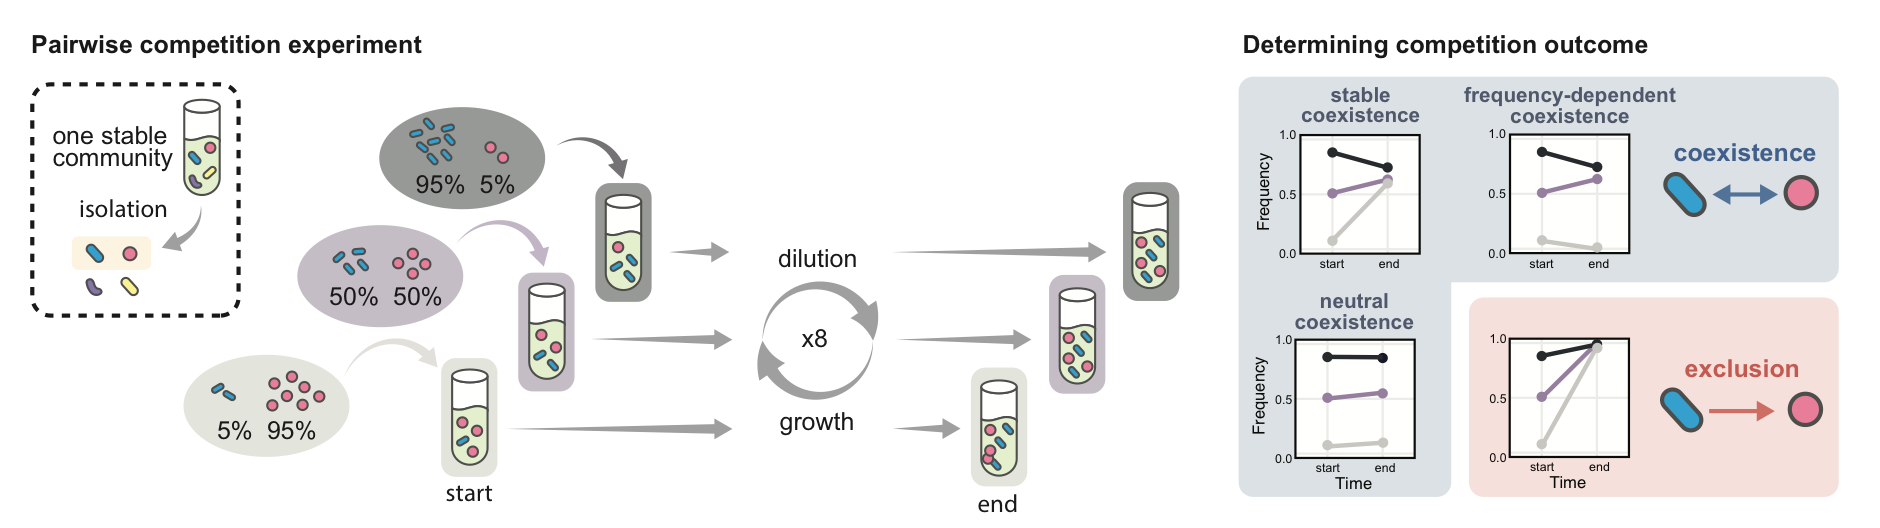 Pairwise competition experiment
one stable
community
isolation
95% 5%
50% 50%
5% 95%
start
dilution
x8
growth
end
Determining competition outcome
stable
coexistence
1.0
0.5
0.0
Frequency
start end
frequency-dependent
coexistence
1.0
0.5
0.0
start end
coexistence
neutral
coexistence
1.0
0.5
0.0
Frequency
start end
Time
1.0
0.5
0.0
start end
Time
exclusion